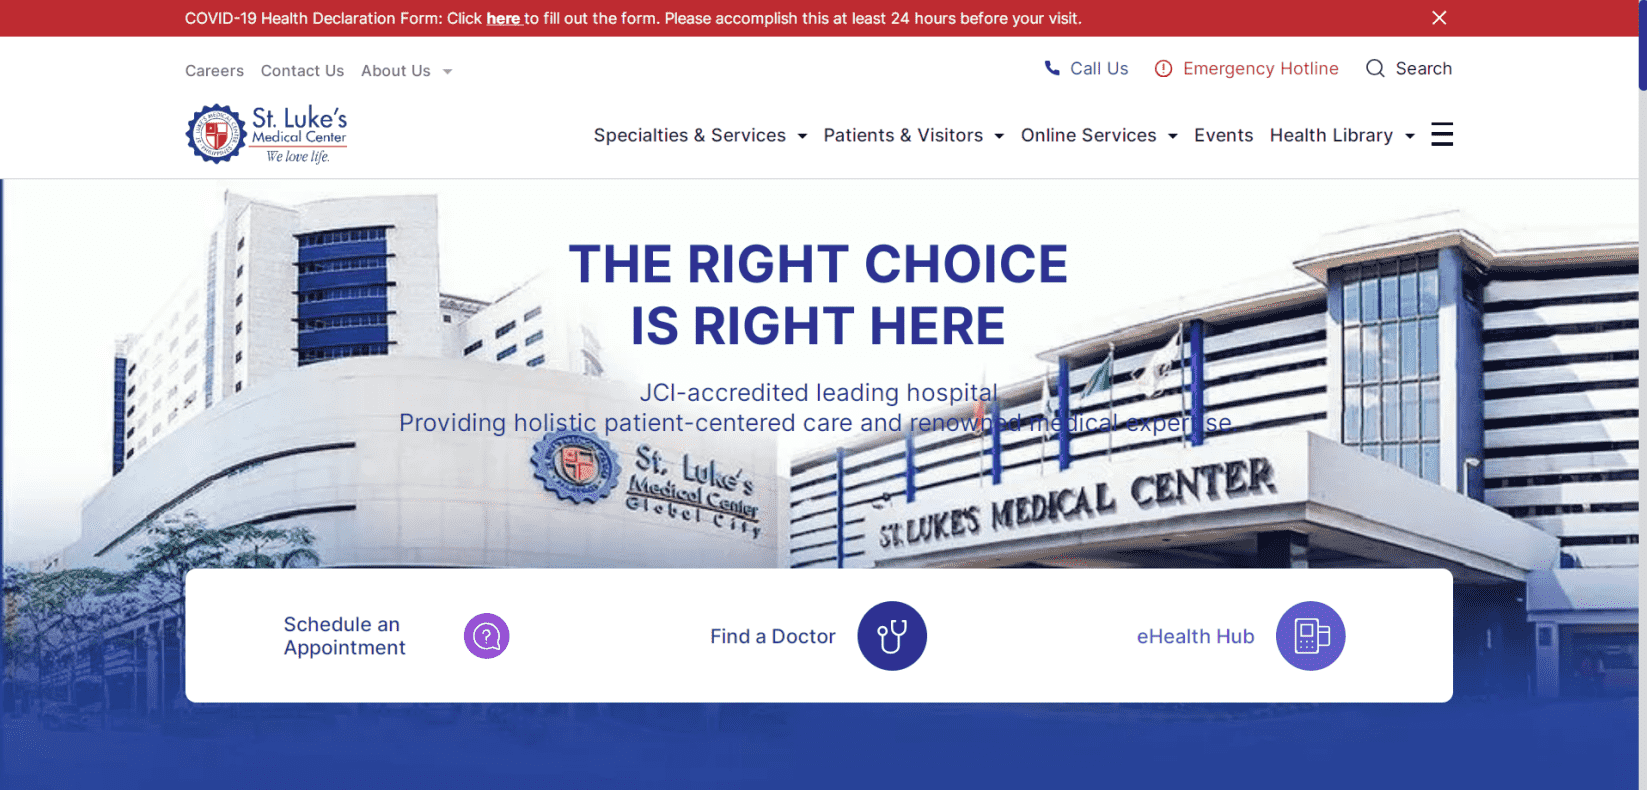 COVID-19 Health Declaration Form: Click here to fill out the form. Please accomplish this at least 24 hours before your visit.
Careers Contact Us About Us
Call Us Emergency Hotline Search
St. Luke's
Medical Center
We love life.
Specialties & Services Patients & Visitors Online Services Events Health Library
THE RIGHT CHOICE
IS RIGHT HERE
JCI-accredited leading hospital
Providing holistic patient-centered care and renowned medical expertise
St. Luke's
Medical Center
Global City
ST. LUKE'S MEDICAL CENTER
Schedule an
Appointment
Find a Doctor
eHealth Hub